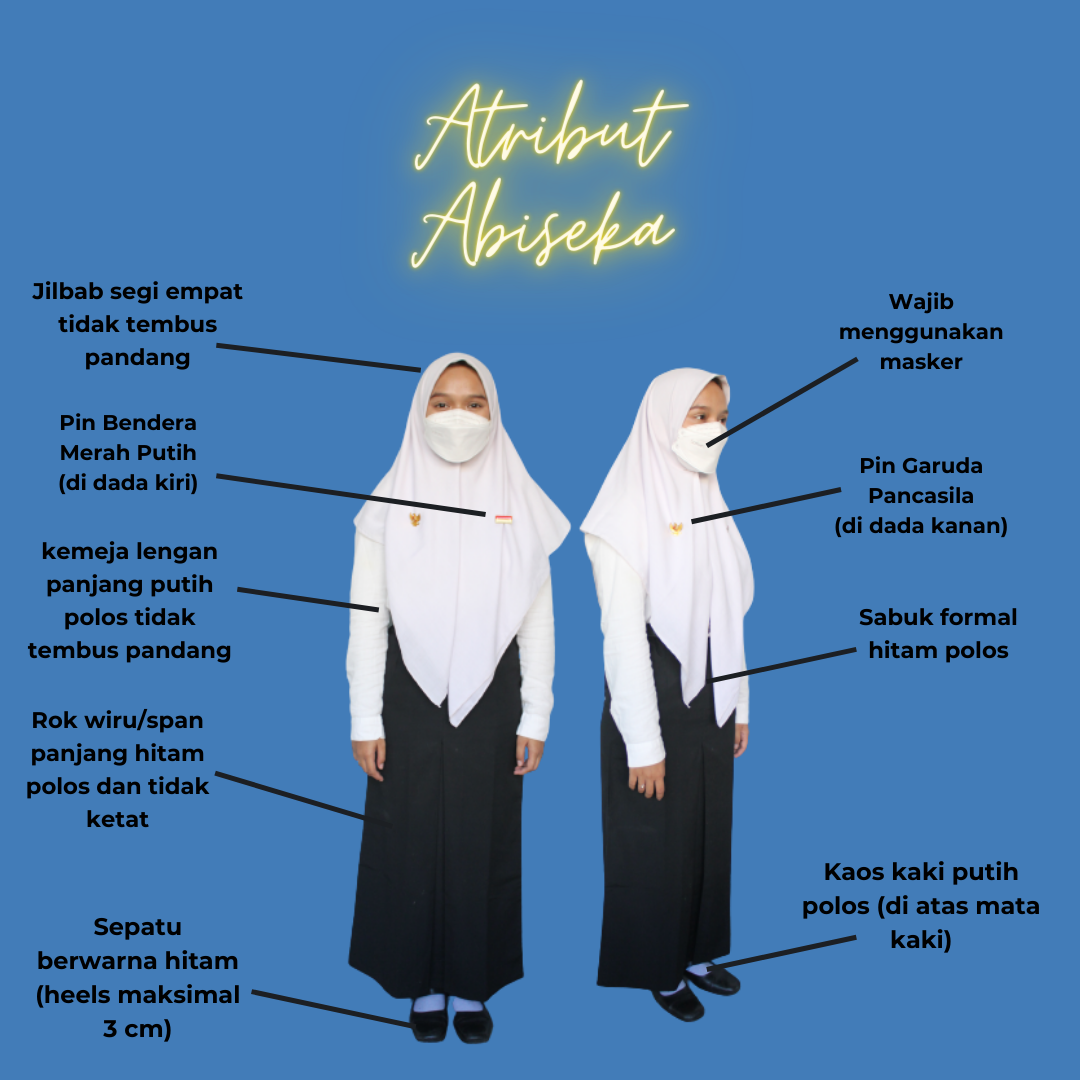 Atribut
Abiseka
Jilbab segi empat
tidak tembus
pandang
Pin Bendera
Merah Putih
(di dada kiri)
kemeja lengan
panjang putih
polos tidak
tembus pandang
Rok wiru/span
panjang hitam
polos dan tidak
ketat
Sepatu
berwarna hitam
(heels maksimal
3 cm)
Wajib
menggunakan
masker
Pin Garuda
Pancasila
(di dada kanan)
Sabuk formal
hitam polos
Kaos kaki putih
polos (di atas mata
kaki)